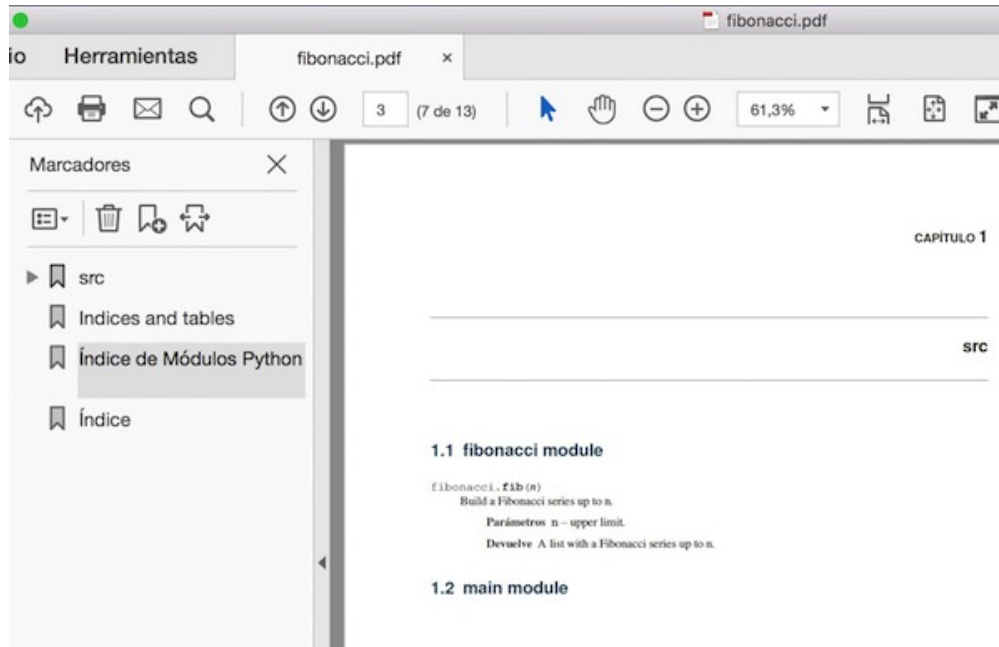 fibonacci.pdf
io Herramientas fibonacci.pdf ×
3 (7 de 13) 61,3%
Marcadores
src
Indices and tables
Índice de Módulos Python
Índice
CAPÍTULO 1
src
1.1 fibonacci module
fibonacci.fib(n)
Build a Fibonacci series up to n.
Parámetros n – upper limit.
Devuelve A list with a Fibonacci series up to n.
1.2 main module